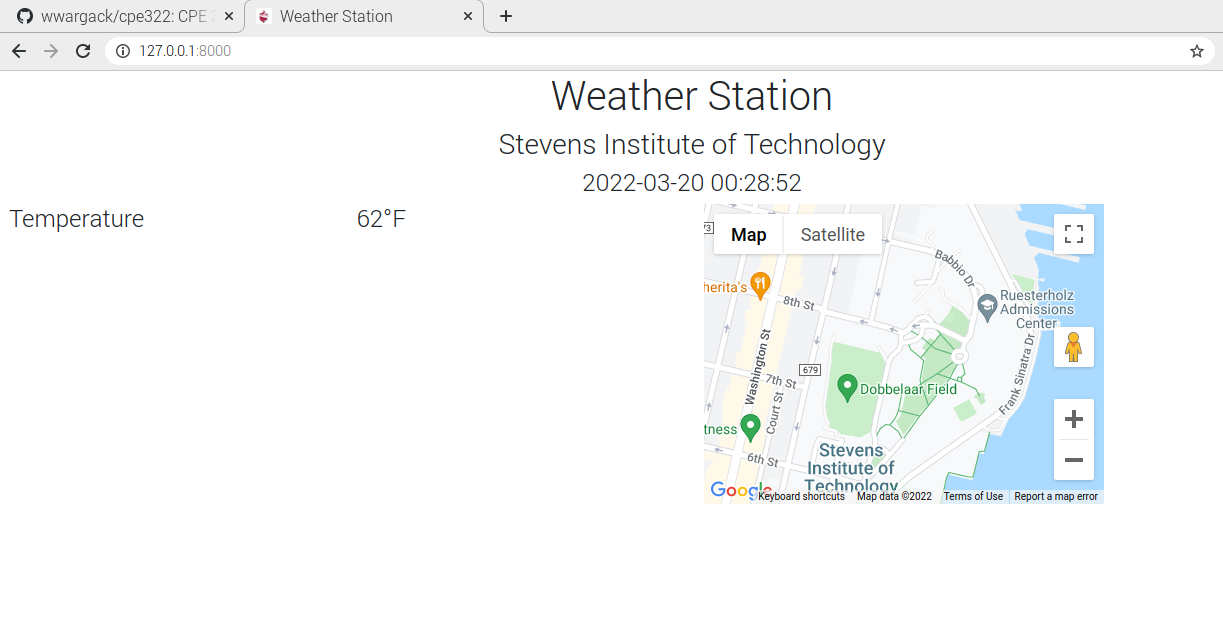 wwargack/cpe322: CPE
Weather Station
127.0.0.1:8000
Weather Station
Stevens Institute of Technology
2022-03-20 00:28:52
Temperature 62°F
Map Satellite
Babbio Dr
herita's
8th St
Ruesterholz
Admissions
Center
Washington St
Frank Sinatra Dr
679
7th St
Dobbelaar Field
Court St
tness
6th St
Stevens
Institute of
Technology
Google
Keyboard shortcuts Map data ©2022 Terms of Use Report a map error